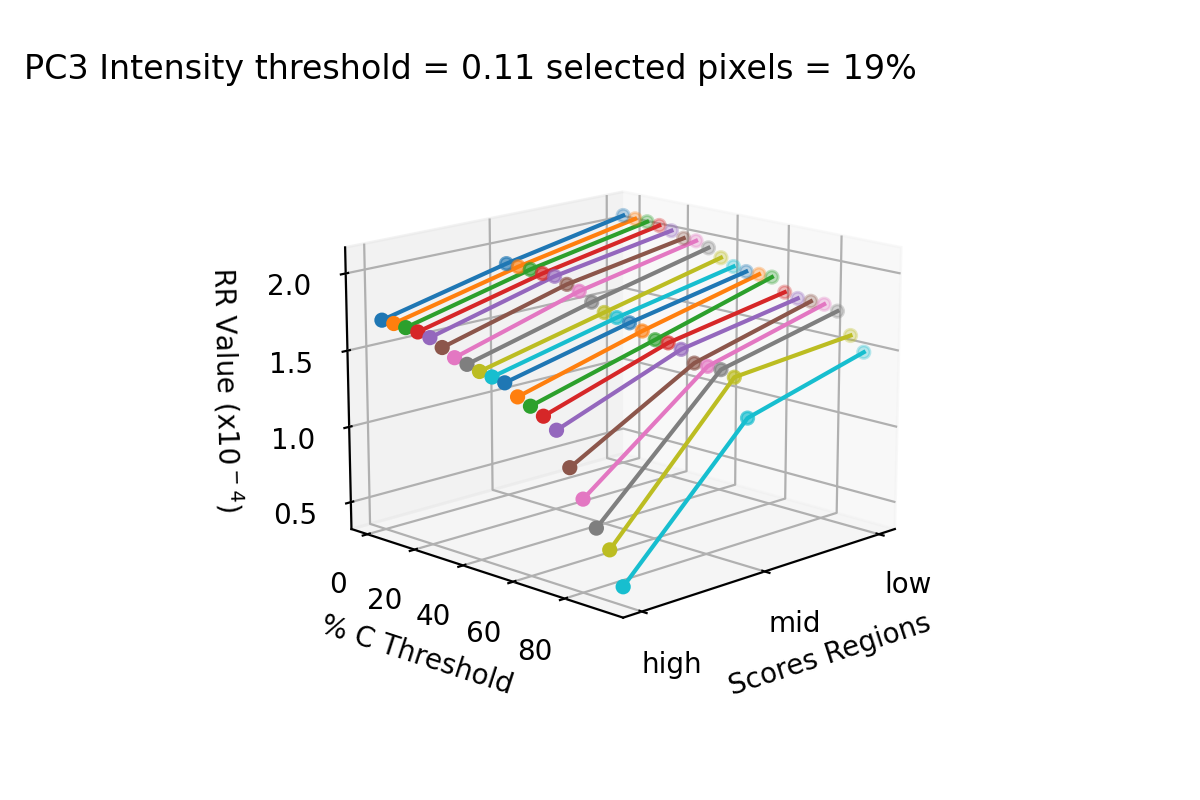 PC3 Intensity threshold = 0.11 selected pixels = 19%
2.0
1.5
1.0
0.5
RR Value (x10⁻⁴)
0
20
40
60
80
% C Threshold
high
mid
low
Scores Regions